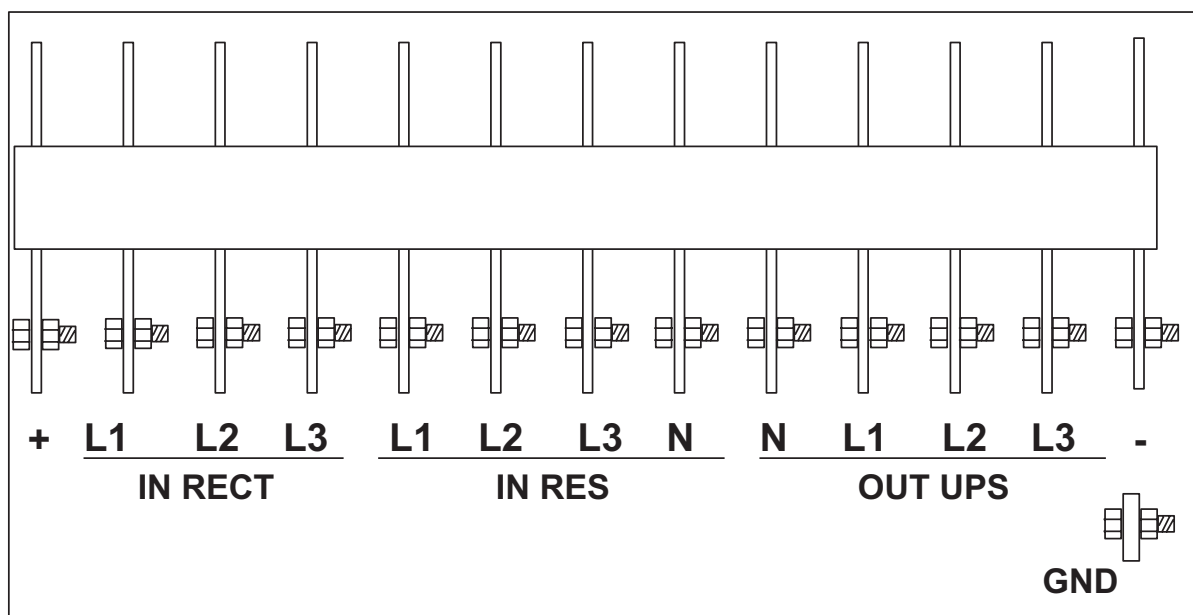 + L1 L2 L3 L1 L2 L3 N N L1 L2 L3 -
IN RECT IN RES OUT UPS
GND